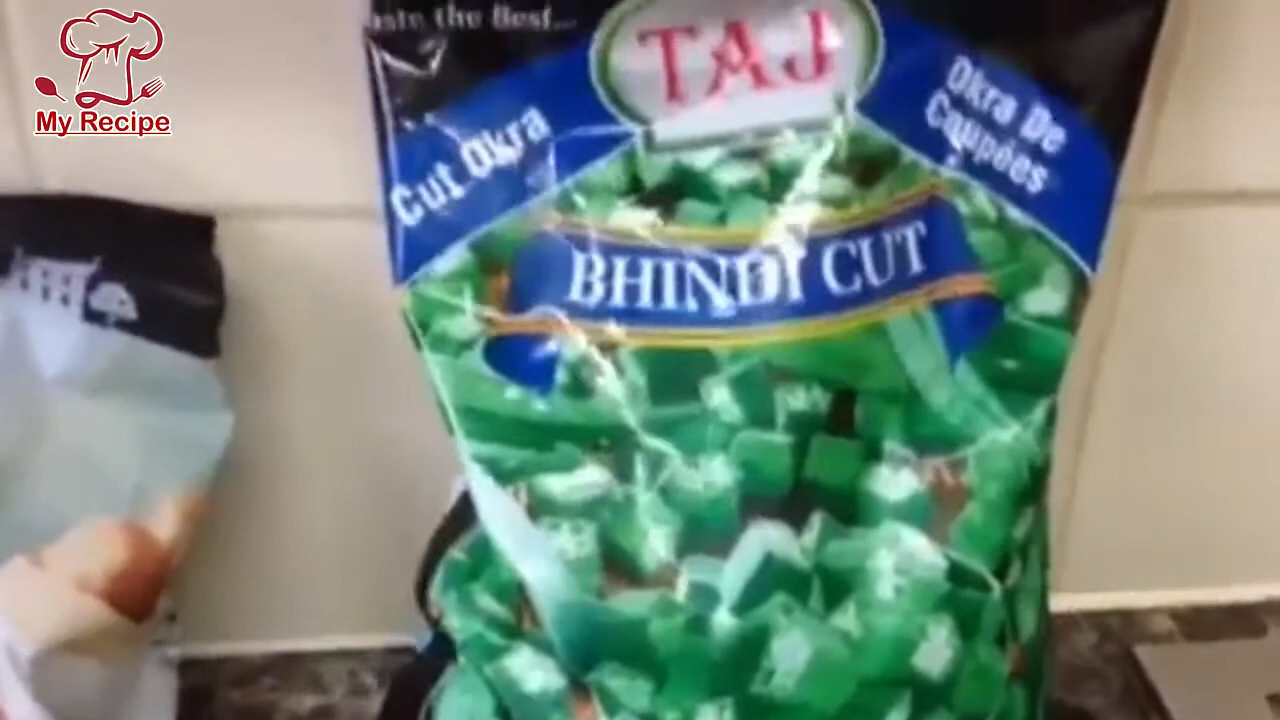 My Recipe
aste the Best...
TAJ
Cut Okra
Okra De
Coupées
BHINDI CUT